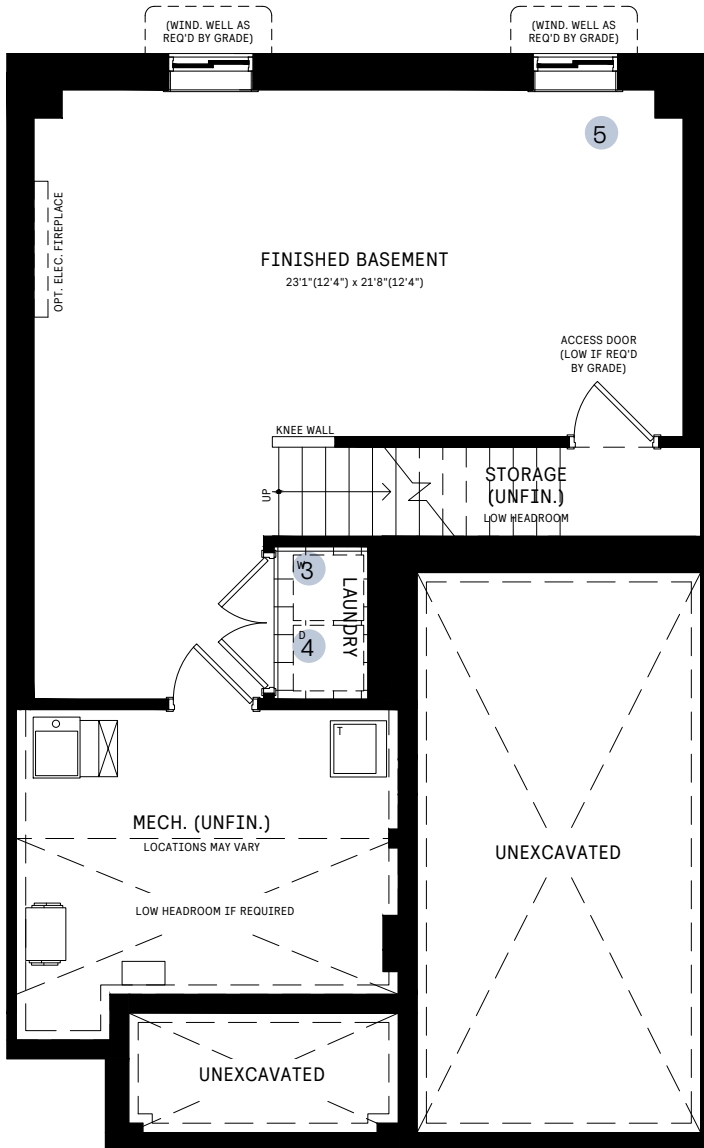 (WIND. WELL AS
REQ'D BY GRADE)
(WIND. WELL AS
REQ'D BY GRADE)
5
OPT. ELEC. FIREPLACE
FINISHED BASEMENT
23'1"(12'4") x 21'8"(12'4")
ACCESS DOOR
(LOW IF REQ'D
BY GRADE)
KNEE WALL
UP
STORAGE
(UNFIN.)
LOW HEADROOM
W
3
LAUNDRY
D
4
T
MECH. (UNFIN.)
LOCATIONS MAY VARY
LOW HEADROOM IF REQUIRED
UNEXCAVATED
UNEXCAVATED